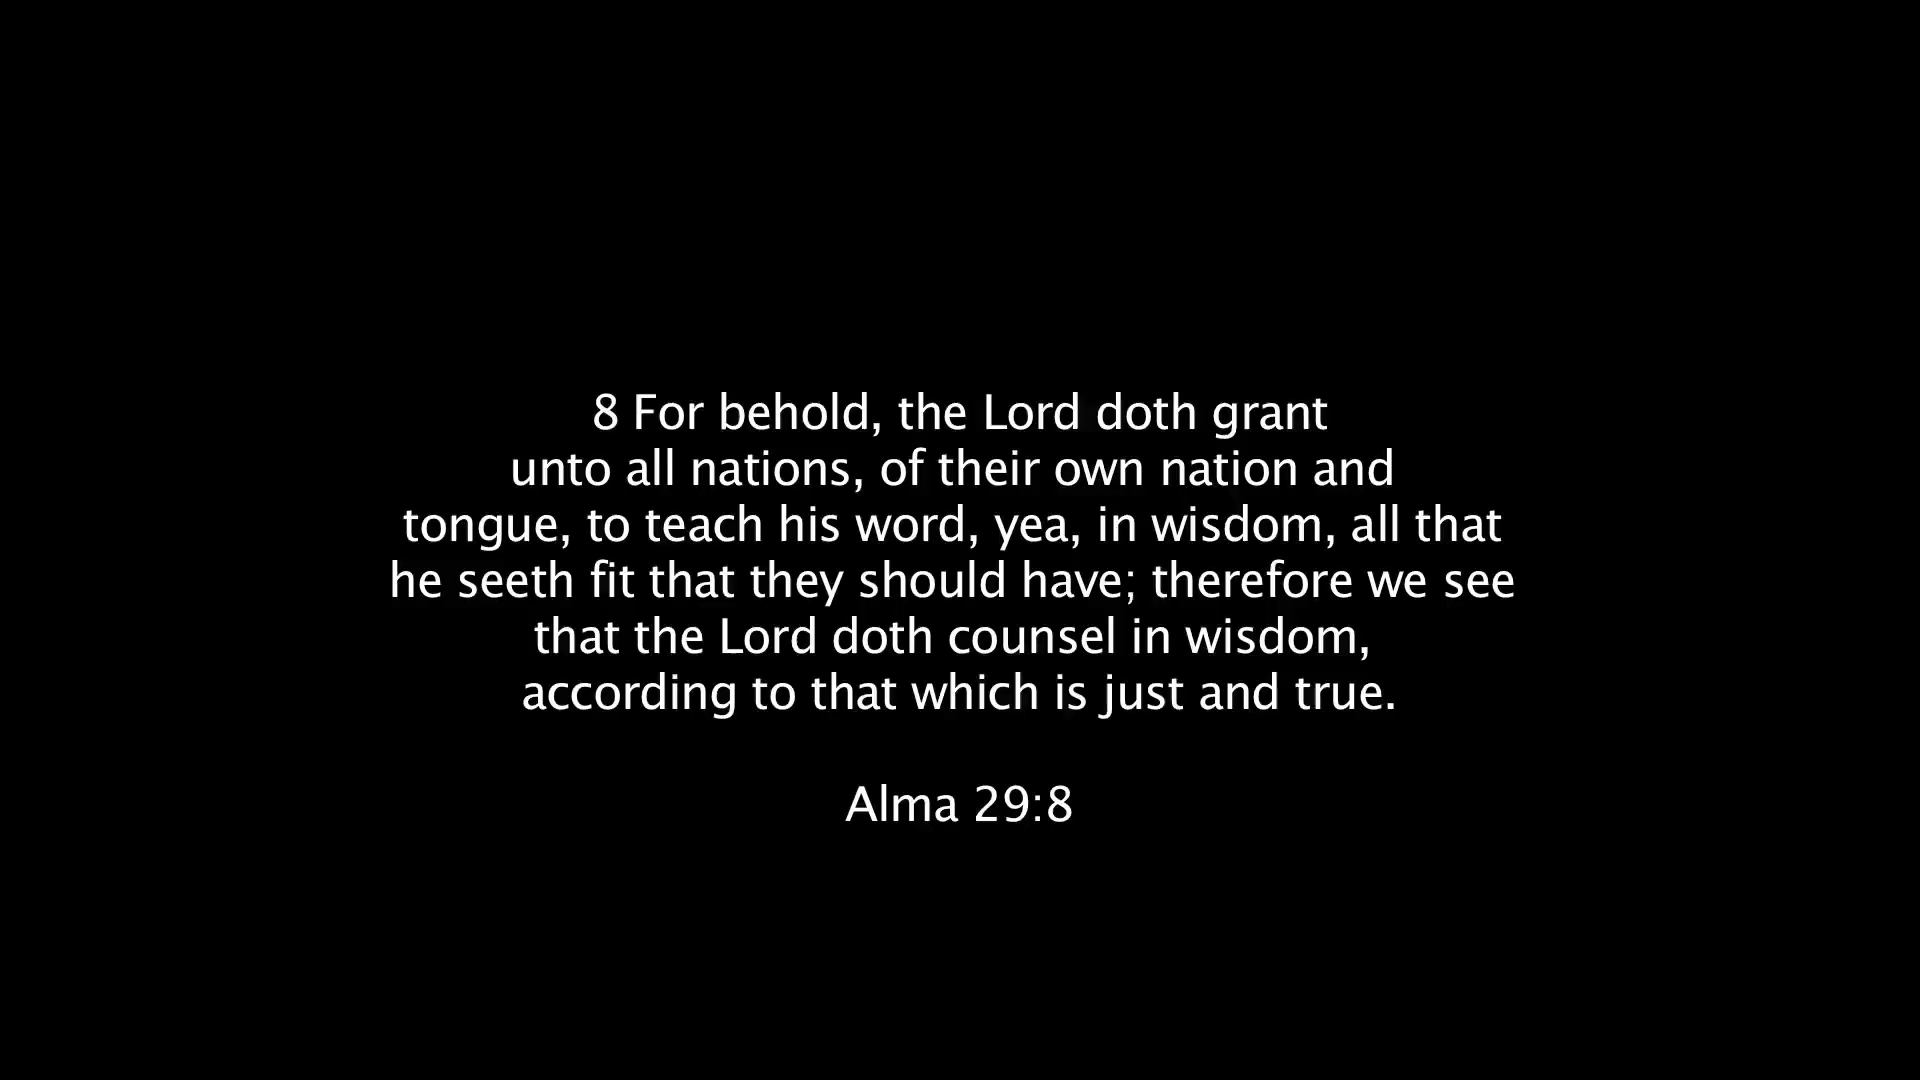 8 For behold, the Lord doth grant
unto all nations, of their own nation and
tongue, to teach his word, yea, in wisdom, all that
he seeth fit that they should have; therefore we see
that the Lord doth counsel in wisdom,
according to that which is just and true.
Alma 29:8